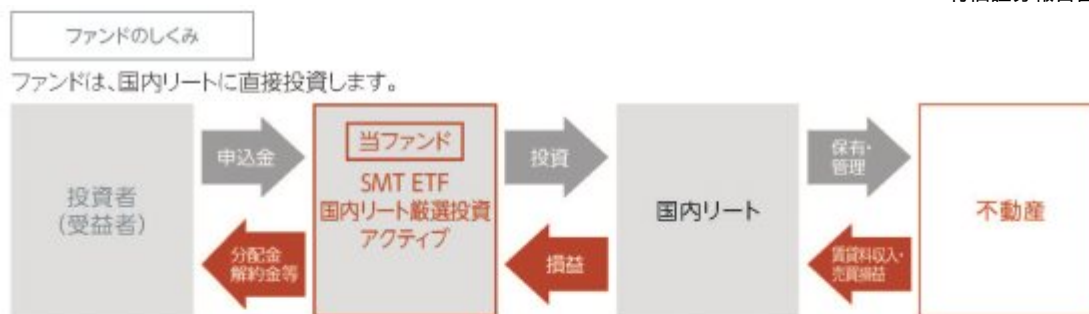 ファンドのしくみ
ファンドは、国内リートに直接投資します。
投資者
(受益者)
申込金
分配金
解約金等
当ファンド
SMT ETF
国内リート厳選投資
アクティブ
投資
損益
国内リート
保有・
管理
賃貸料収入・
売買損益
不動産